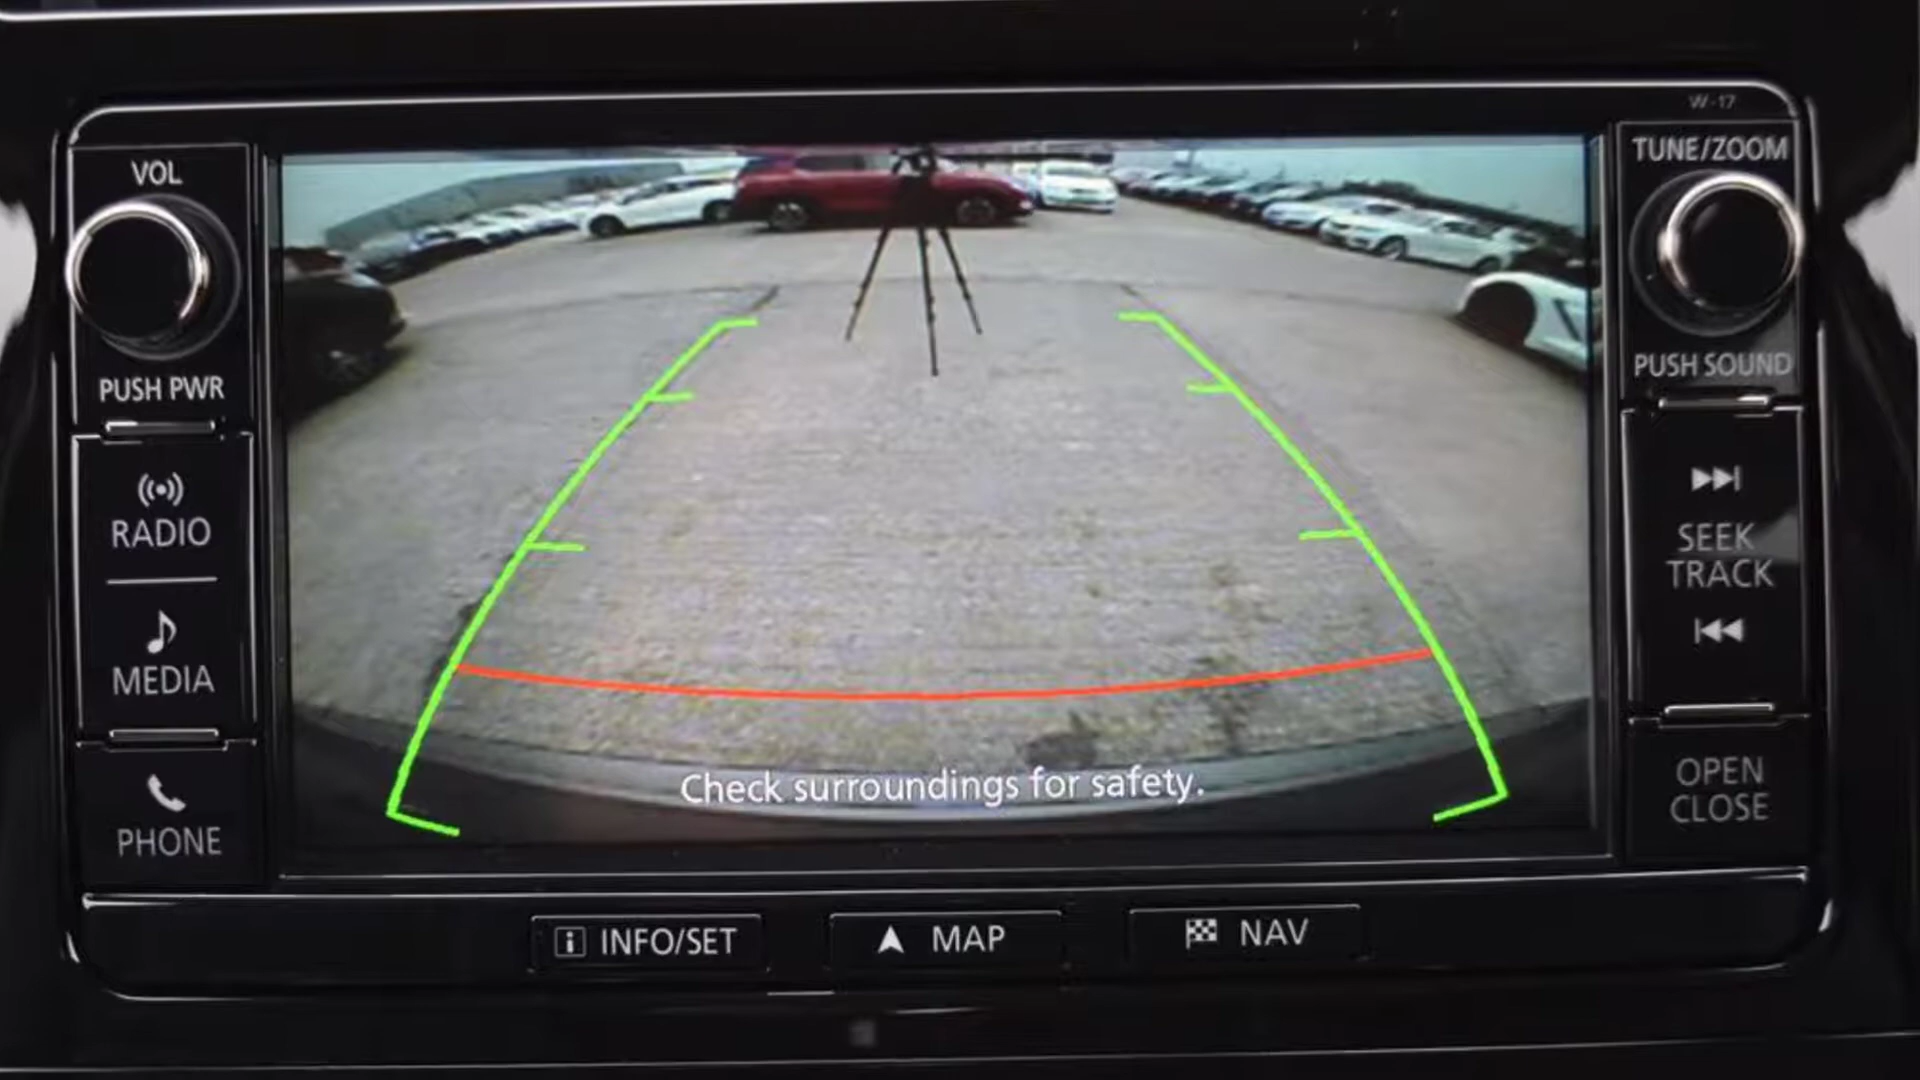 W-17
VOL
PUSH PWR
RADIO
MEDIA
PHONE
Check surroundings for safety.
TUNE/ZOOM
PUSH SOUND
SEEK
TRACK
OPEN
CLOSE
i INFO/SET
MAP
NAV